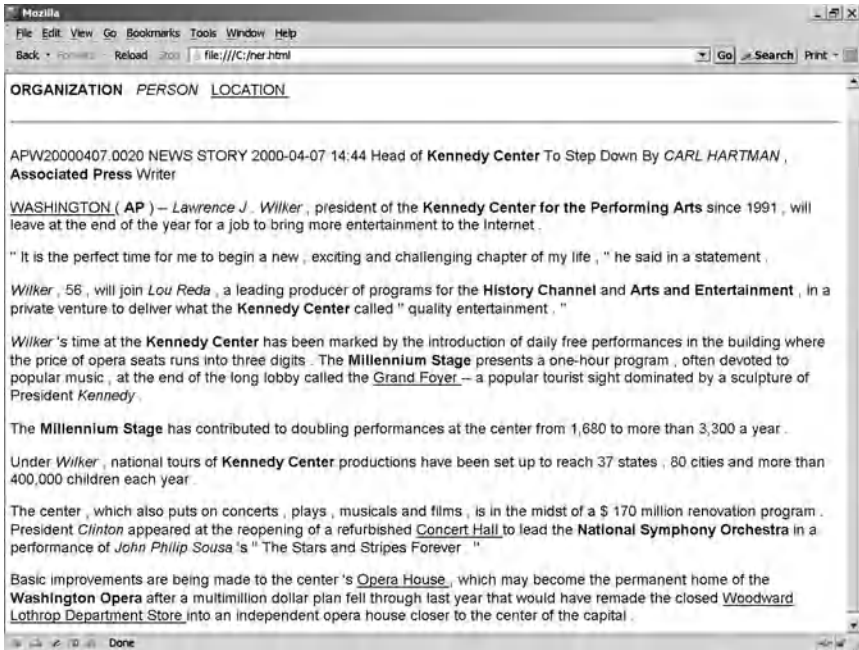 Mozilla
File Edit View Go Bookmarks Tools Window Help
Back Forward Reload Stop file:///C:/ner.html Go Search Print
ORGANIZATION PERSON LOCATION
APW20000407.0020 NEWS STORY 2000-04-07 14:44 Head of Kennedy Center To Step Down By CARL HARTMAN ,
Associated Press Writer
WASHINGTON ( AP ) – Lawrence J . Wilker , president of the Kennedy Center for the Performing Arts since 1991 , will
leave at the end of the year for a job to bring more entertainment to the Internet .
" It is the perfect time for me to begin a new , exciting and challenging chapter of my life , " he said in a statement .
Wilker , 56 , will join Lou Reda , a leading producer of programs for the History Channel and Arts and Entertainment , in a
private venture to deliver what the Kennedy Center called " quality entertainment . "
Wilker 's time at the Kennedy Center has been marked by the introduction of daily free performances in the building where
the price of opera seats runs into three digits . The Millennium Stage presents a one-hour program , often devoted to
popular music , at the end of the long lobby called the Grand Foyer – a popular tourist sight dominated by a sculpture of
President Kennedy .
The Millennium Stage has contributed to doubling performances at the center from 1,680 to more than 3,300 a year .
Under Wilker , national tours of Kennedy Center productions have been set up to reach 37 states , 80 cities and more than
400,000 children each year .
The center , which also puts on concerts , plays , musicals and films , is in the midst of a $ 170 million renovation program .
President Clinton appeared at the reopening of a refurbished Concert Hall to lead the National Symphony Orchestra in a
performance of John Philip Sousa 's " The Stars and Stripes Forever . "
Basic improvements are being made to the center 's Opera House , which may become the permanent home of the
Washington Opera after a multimillion dollar plan fell through last year that would have remade the closed Woodward
Lothrop Department Store into an independent opera house closer to the center of the capital .
Done